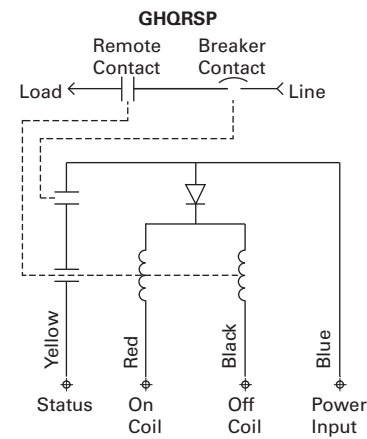 GHQRSP
Remote Contact
Breaker Contact
Load
Line
Yellow
Red
Black
Blue
Status
On Coil
Off Coil
Power Input